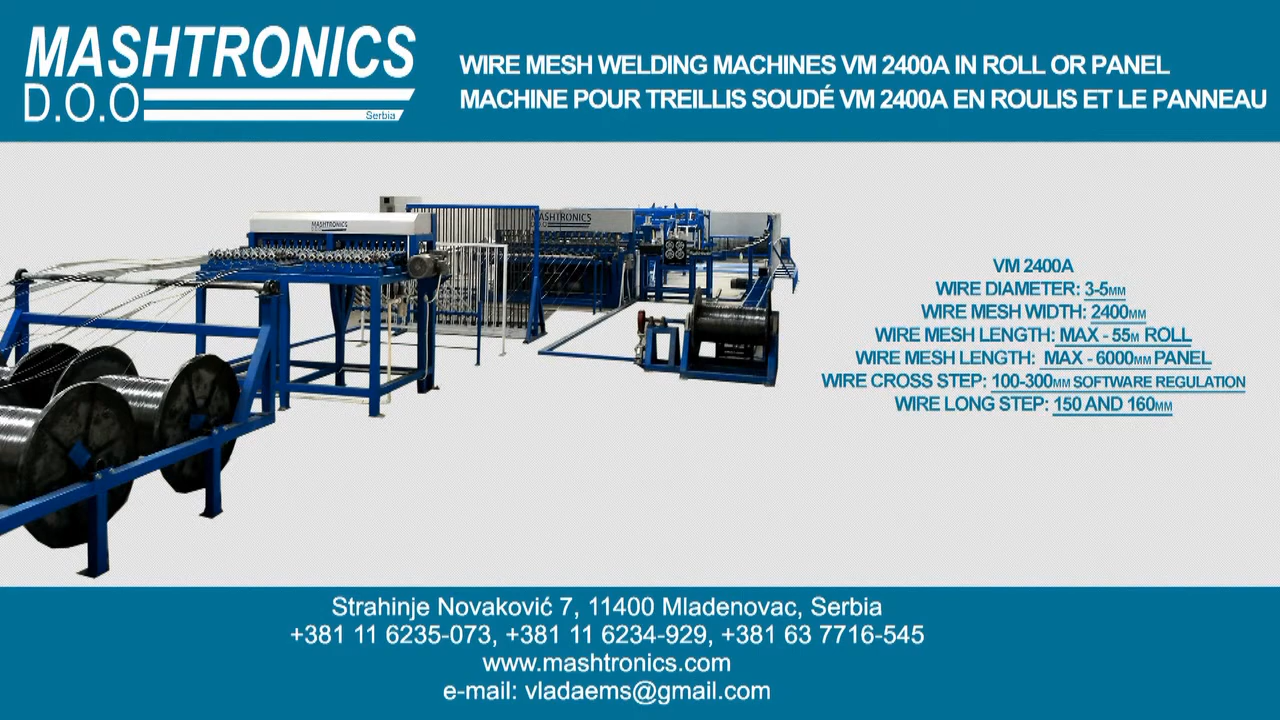 MASHTRONICS
D.O.O
Serbia
WIRE MESH WELDING MACHINES VM 2400A IN ROLL OR PANEL
MACHINE POUR TREILLIS SOUDÉ VM 2400A EN ROULIS ET LE PANNEAU
MASHTRONICS
D.O.O
MASHTRONICS
D.O.O
VM 2400A
WIRE DIAMETER: 3-5MM
WIRE MESH WIDTH: 2400MM
WIRE MESH LENGTH: MAX - 55M ROLL
WIRE MESH LENGTH: MAX - 6000MM PANEL
WIRE CROSS STEP: 100-300MM SOFTWARE REGULATION
WIRE LONG STEP: 150 AND 160MM
Strahinje Novaković 7, 11400 Mladenovac, Serbia
+381 11 6235-073, +381 11 6234-929, +381 63 7716-545
www.mashtronics.com
e-mail: vladaems@gmail.com